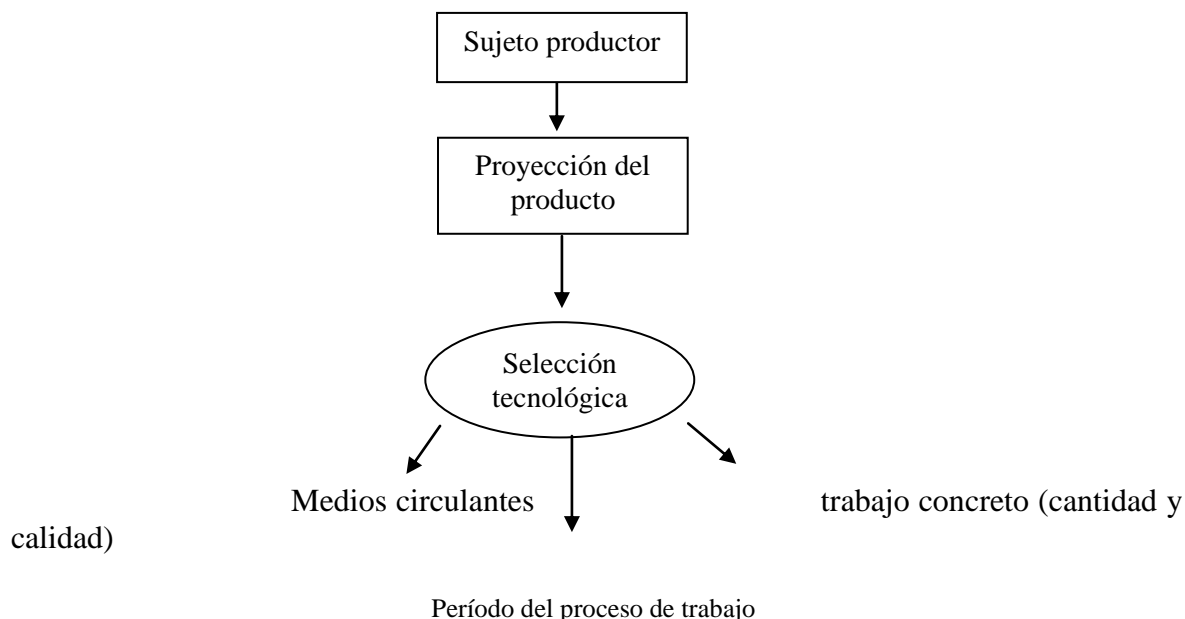 Sujeto productor
Proyección del
producto
Selección
tecnológica
Medios circulantes trabajo concreto (cantidad y
calidad)
Período del proceso de trabajo